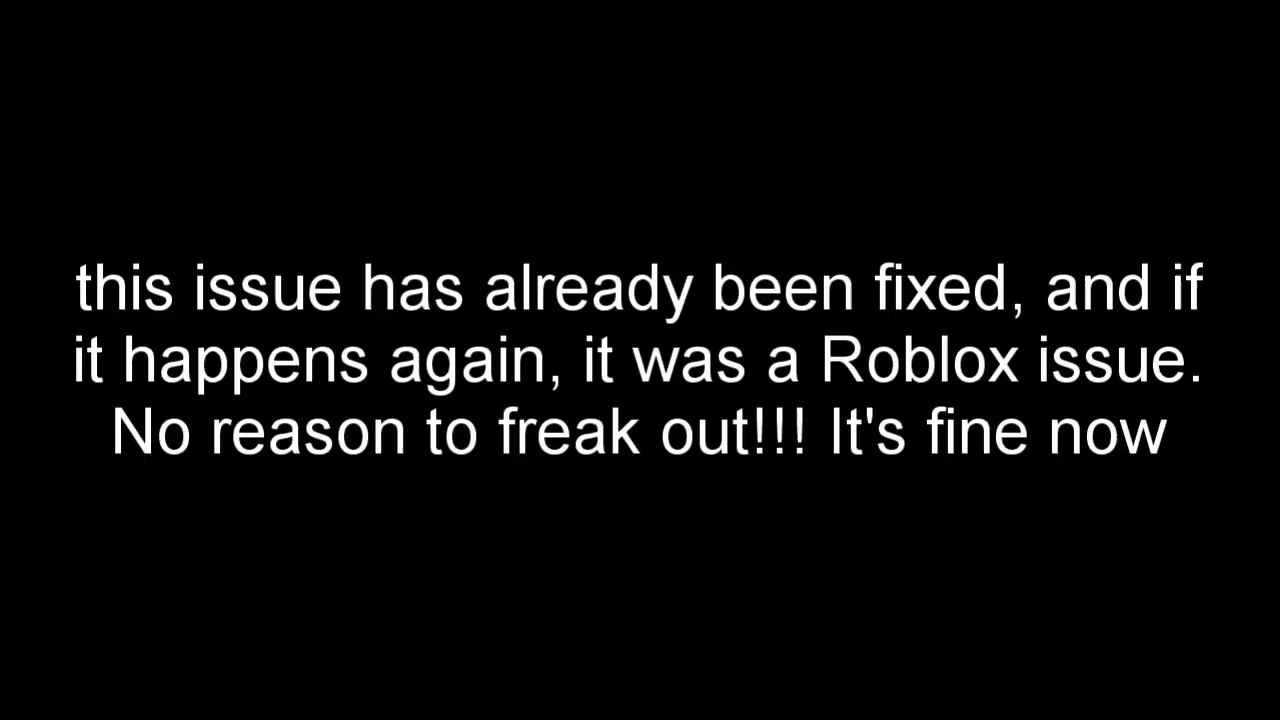 this issue has already been fixed, and if
it happens again, it was a Roblox issue.
No reason to freak out!!! It's fine now